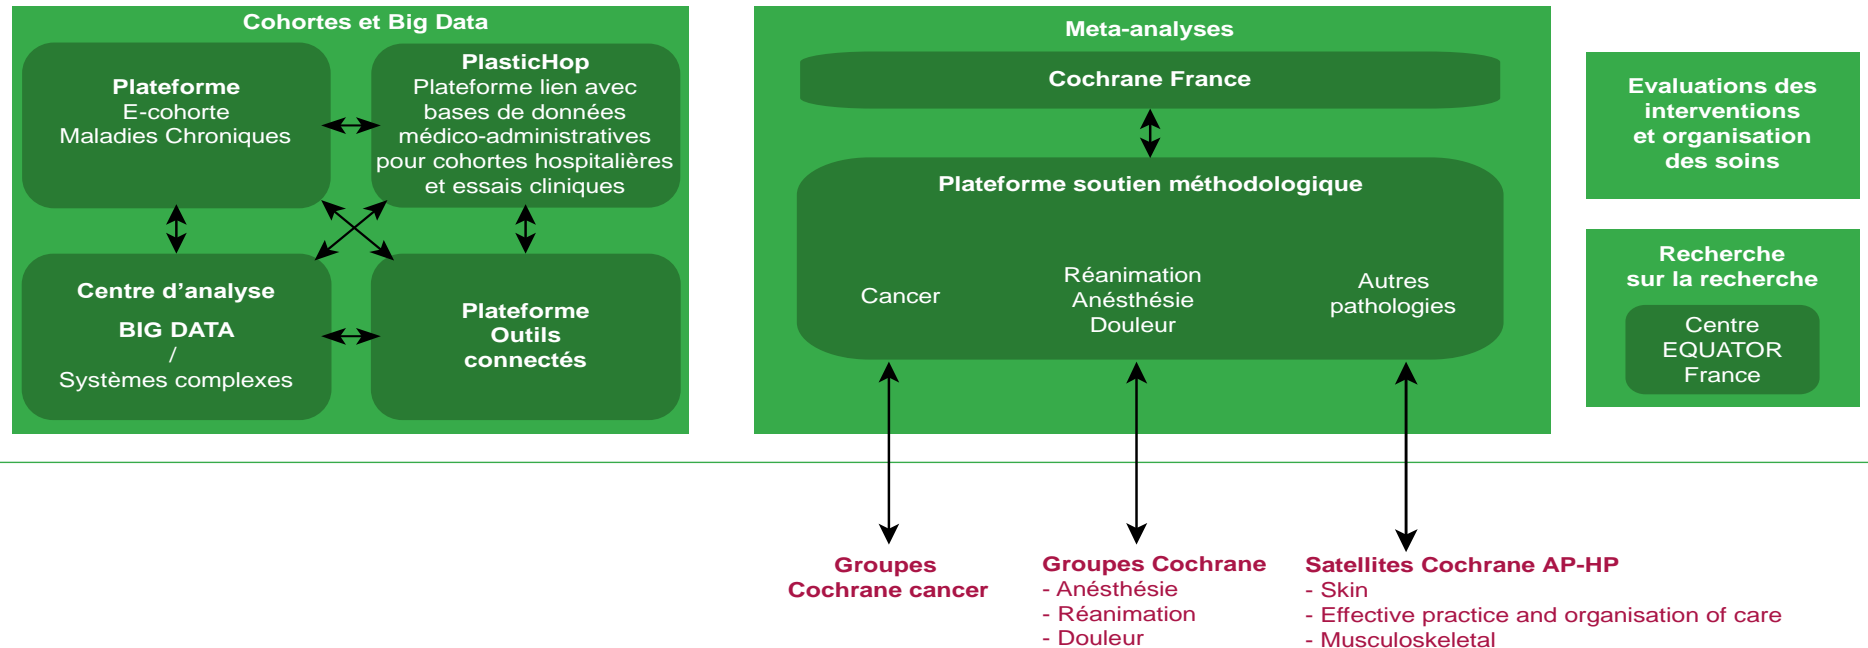 Cohortes et Big Data
Plateforme
E-cohorte
Maladies Chroniques
PlasticHop
Plateforme lien avec
bases de données
médico-administratives
pour cohortes hospitalières
et essais cliniques
Centre d’analyse
BIG DATA
/
Systèmes complexes
Plateforme
Outils
connectés
Meta-analyses
Cochrane France
Plateforme soutien méthodologique
Cancer
Réanimation
Anésthésie
Douleur
Autres
pathologies
Evaluations des
interventions
et organisation
des soins
Recherche
sur la recherche
Centre
EQUATOR
France
Groupes
Cochrane cancer
Groupes Cochrane
- Anésthésie
- Réanimation
- Douleur
Satellites Cochrane AP-HP
- Skin
- Effective practice and organisation of care
- Musculoskeletal